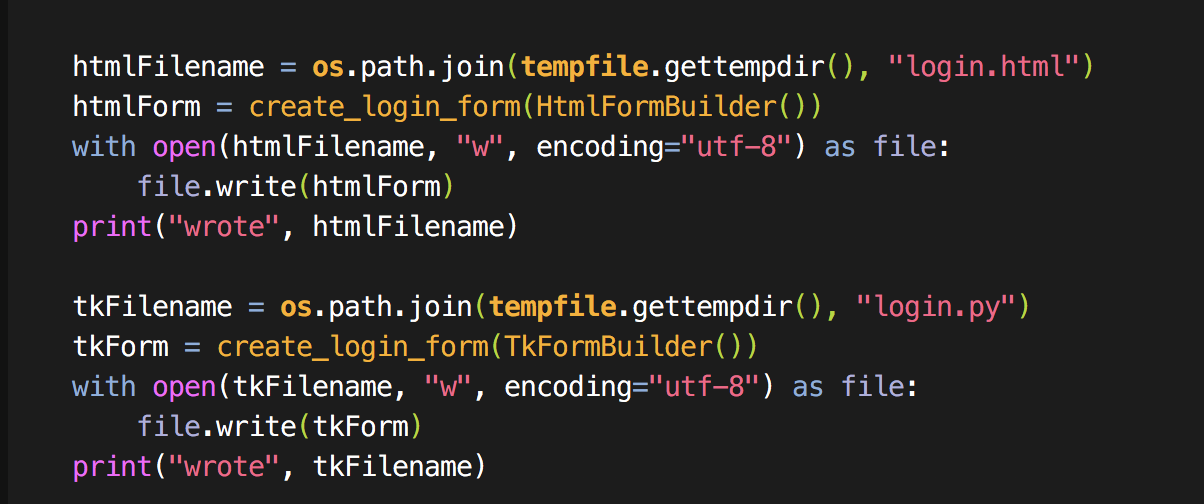 htmlFilename = os.path.join(tempfile.gettempdir(), "login.html")
htmlForm = create_login_form(HtmlFormBuilder())
with open(htmlFilename, "w", encoding="utf-8") as file:
    file.write(htmlForm)
print("wrote", htmlFilename)

tkFilename = os.path.join(tempfile.gettempdir(), "login.py")
tkForm = create_login_form(TkFormBuilder())
with open(tkFilename, "w", encoding="utf-8") as file:
    file.write(tkForm)
print("wrote", tkFilename)